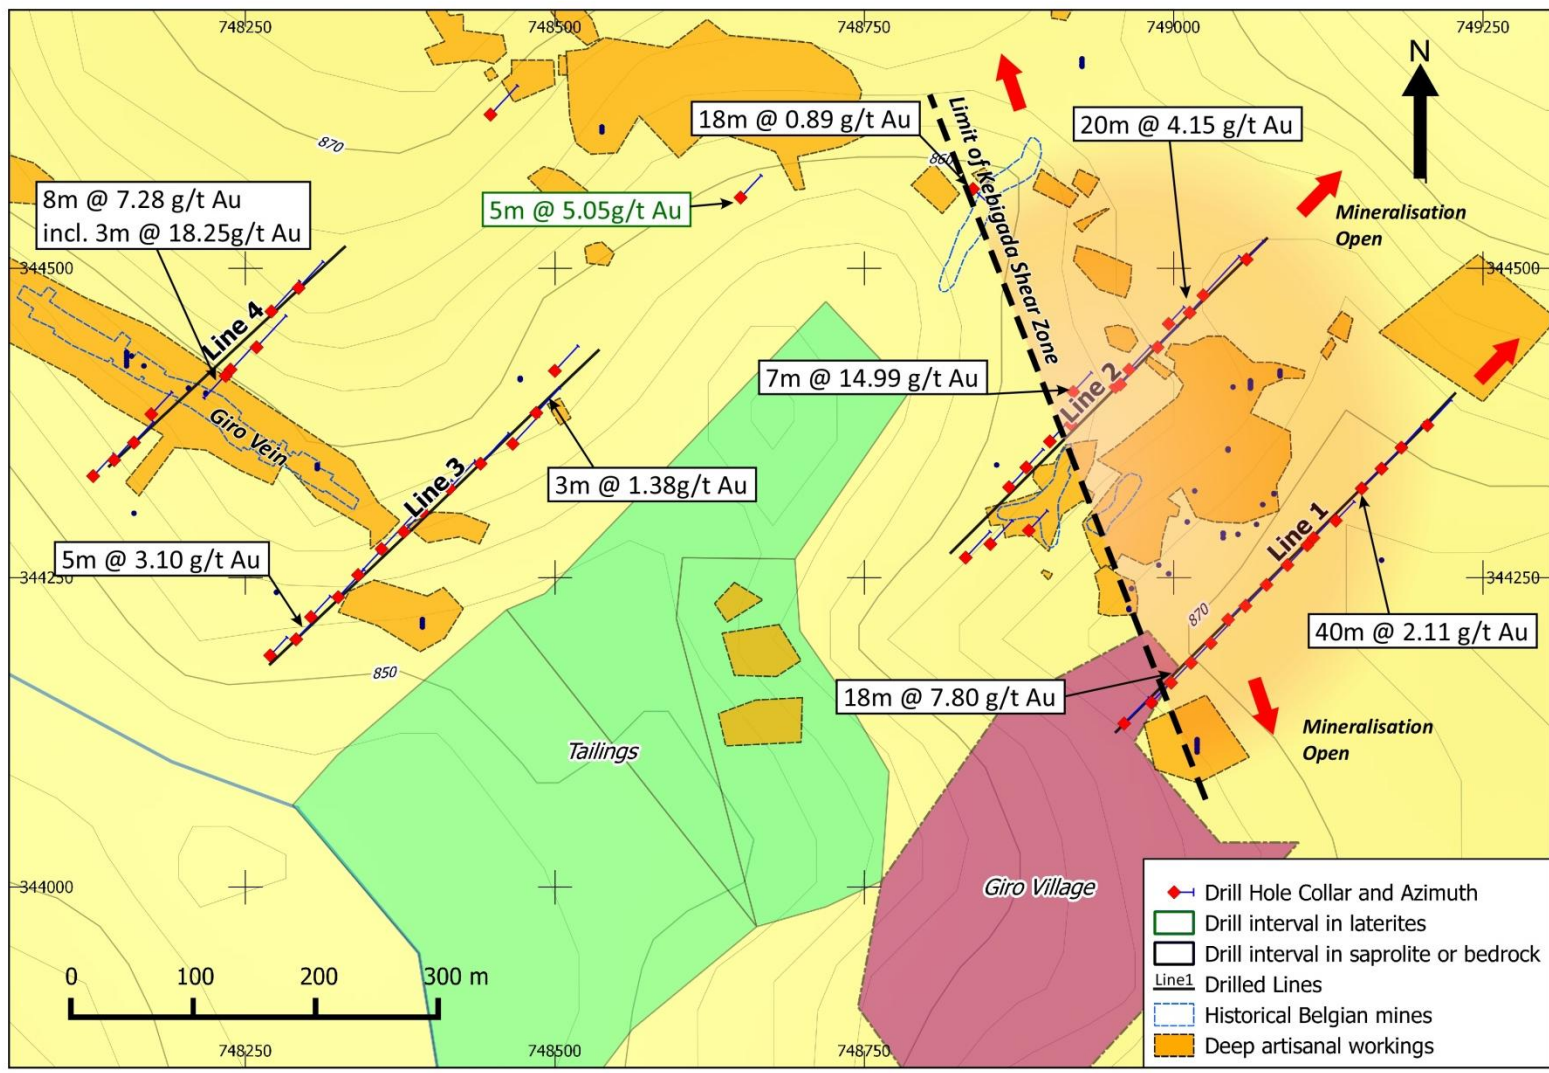 748250
748500
748750
749000
749250
N
870
860
18m @ 0.89 g/t Au
20m @ 4.15 g/t Au
Limit of Kebigada Shear Zone
8m @ 7.28 g/t Au
incl. 3m @ 18.25g/t Au
5m @ 5.05g/t Au
Mineralisation
Open
344500
344500
Line 4
Giro Vein
7m @ 14.99 g/t Au
Line 2
Line 3
3m @ 1.38g/t Au
Line 1
5m @ 3.10 g/t Au
344250
344250
870
40m @ 2.11 g/t Au
850
18m @ 7.80 g/t Au
Mineralisation
Open
Tailings
344000
Giro Village
0 100 200 300 m
Drill Hole Collar and Azimuth
Drill interval in laterites
Drill interval in saprolite or bedrock
Line1 Drilled Lines
Historical Belgian mines
Deep artisanal workings
748250
748500
748750